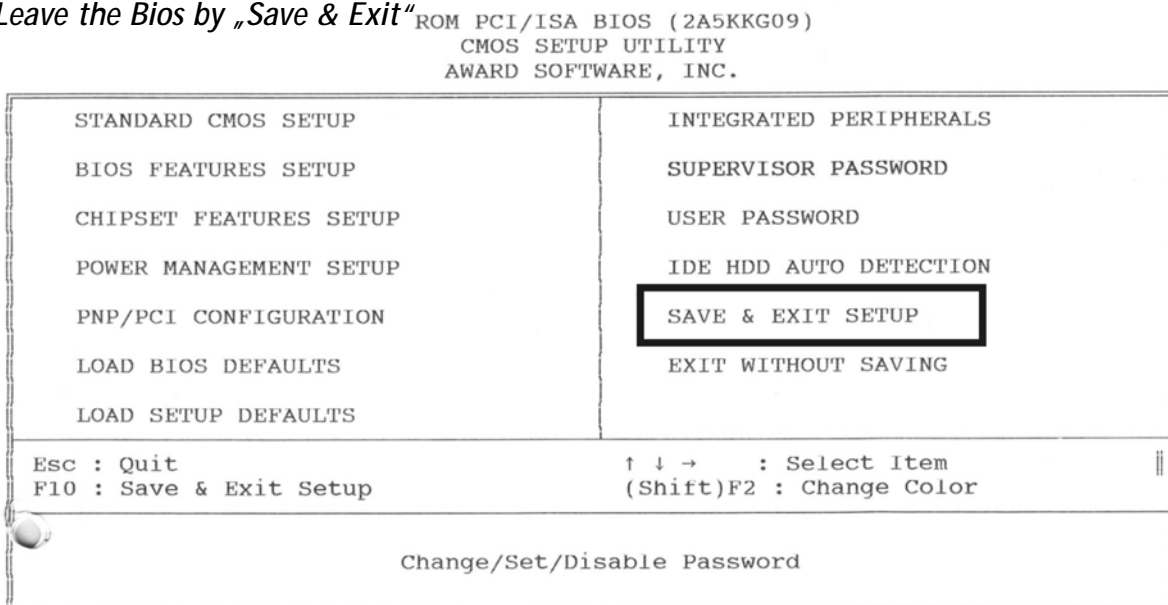 Leave the Bios by „Save & Exit“
ROM PCI/ISA BIOS (2A5KKG09)
CMOS SETUP UTILITY
AWARD SOFTWARE, INC.
STANDARD CMOS SETUP
BIOS FEATURES SETUP
CHIPSET FEATURES SETUP
POWER MANAGEMENT SETUP
PNP/PCI CONFIGURATION
LOAD BIOS DEFAULTS
LOAD SETUP DEFAULTS
INTEGRATED PERIPHERALS
SUPERVISOR PASSWORD
USER PASSWORD
IDE HDD AUTO DETECTION
SAVE & EXIT SETUP
EXIT WITHOUT SAVING
Esc : Quit
F10 : Save & Exit Setup
↑ ↓ → : Select Item
(Shift)F2 : Change Color
Change/Set/Disable Password